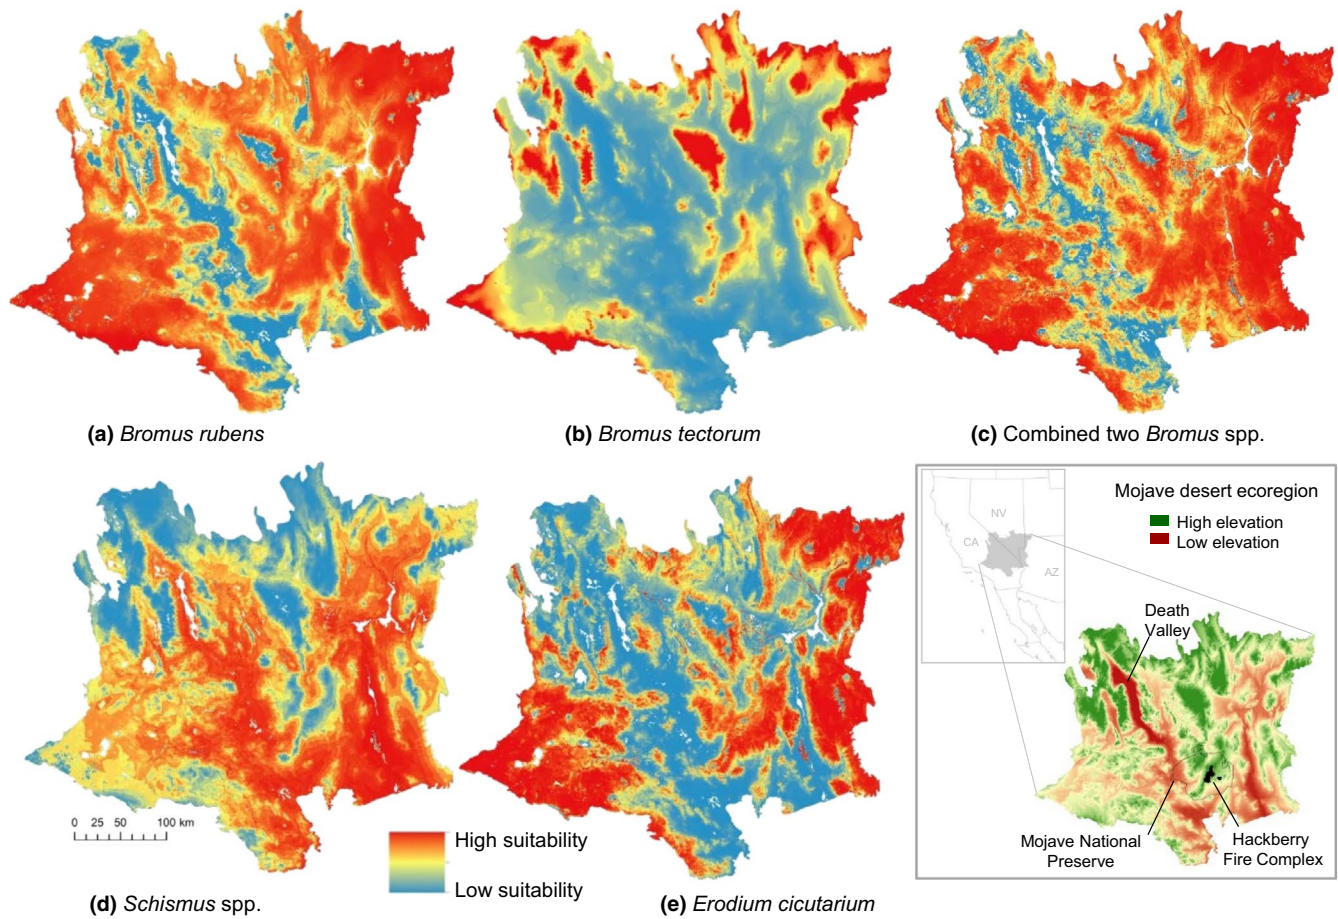 (a) Bromus rubens
(b) Bromus tectorum
(c) Combined two Bromus spp.
Mojave desert ecoregion
High elevation
Low elevation
NV
CA
AZ
Death
Valley
Mojave National
Preserve
Hackberry
Fire Complex
0 25 50 100 km
High suitability
Low suitability
(d) Schismus spp.
(e) Erodium cicutarium